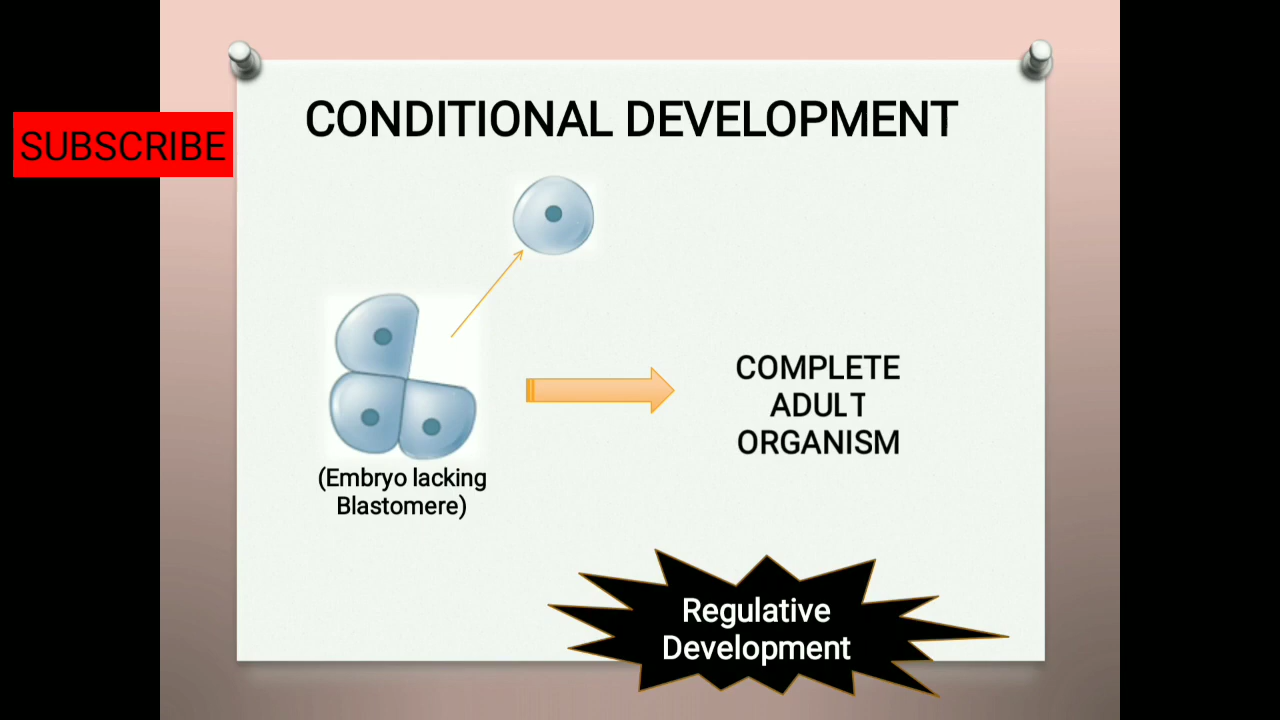 CONDITIONAL DEVELOPMENT
SUBSCRIBE
COMPLETE
ADULT
ORGANISM
(Embryo lacking
Blastomere)
Regulative
Development